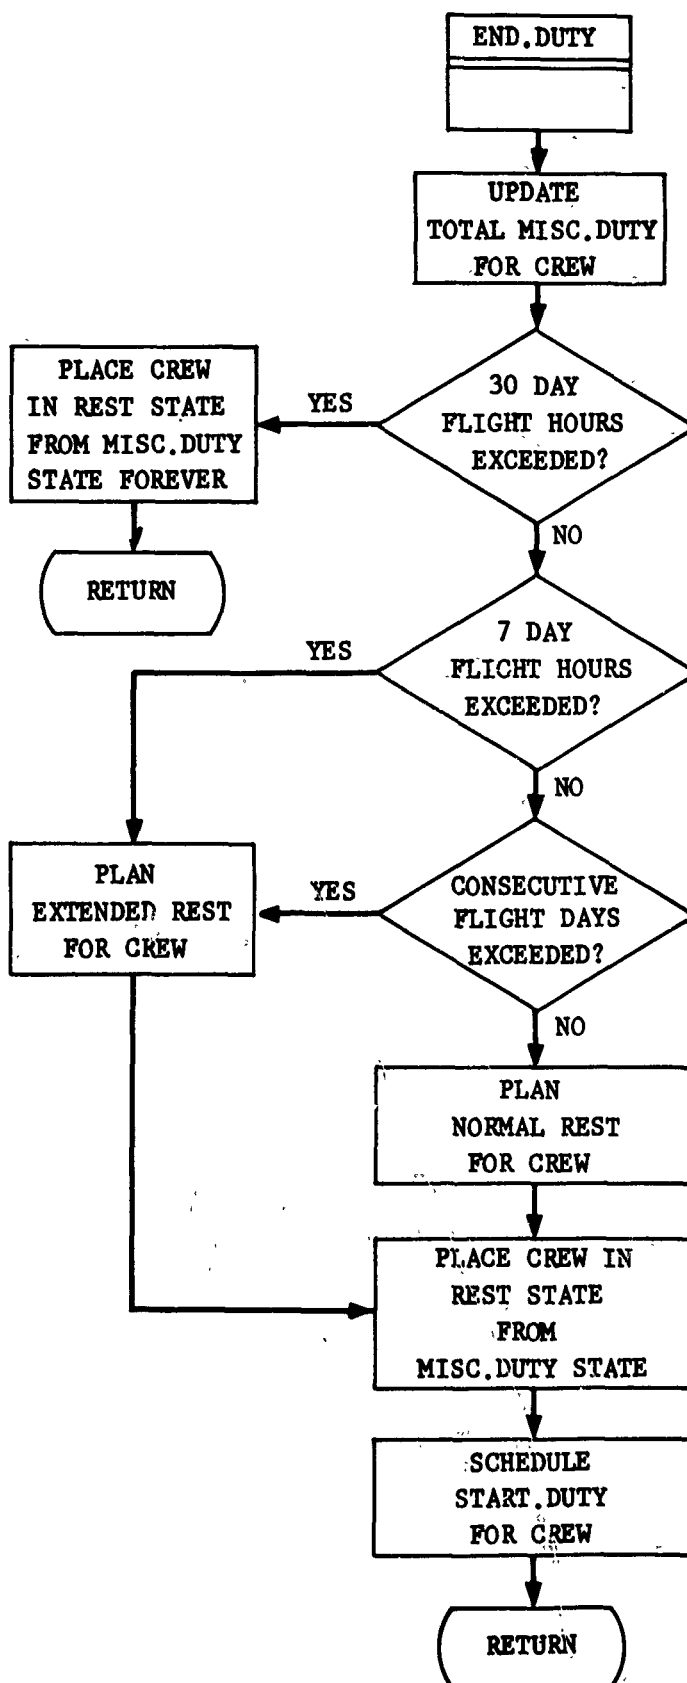 END.DUTY
UPDATE
TOTAL MISC.DUTY
FOR CREW
30 DAY
FLIGHT HOURS
EXCEEDED?
YES
PLACE CREW
IN REST STATE
FROM MISC.DUTY
STATE FOREVER
RETURN
NO
7 DAY
FLIGHT HOURS
EXCEEDED?
YES
NO
CONSECUTIVE
FLIGHT DAYS
EXCEEDED?
YES
PLAN
EXTENDED REST
FOR CREW
NO
PLAN
NORMAL REST
FOR CREW
PLACE CREW IN
REST STATE
FROM
MISC.DUTY STATE
SCHEDULE
START.DUTY
FOR CREW
RETURN